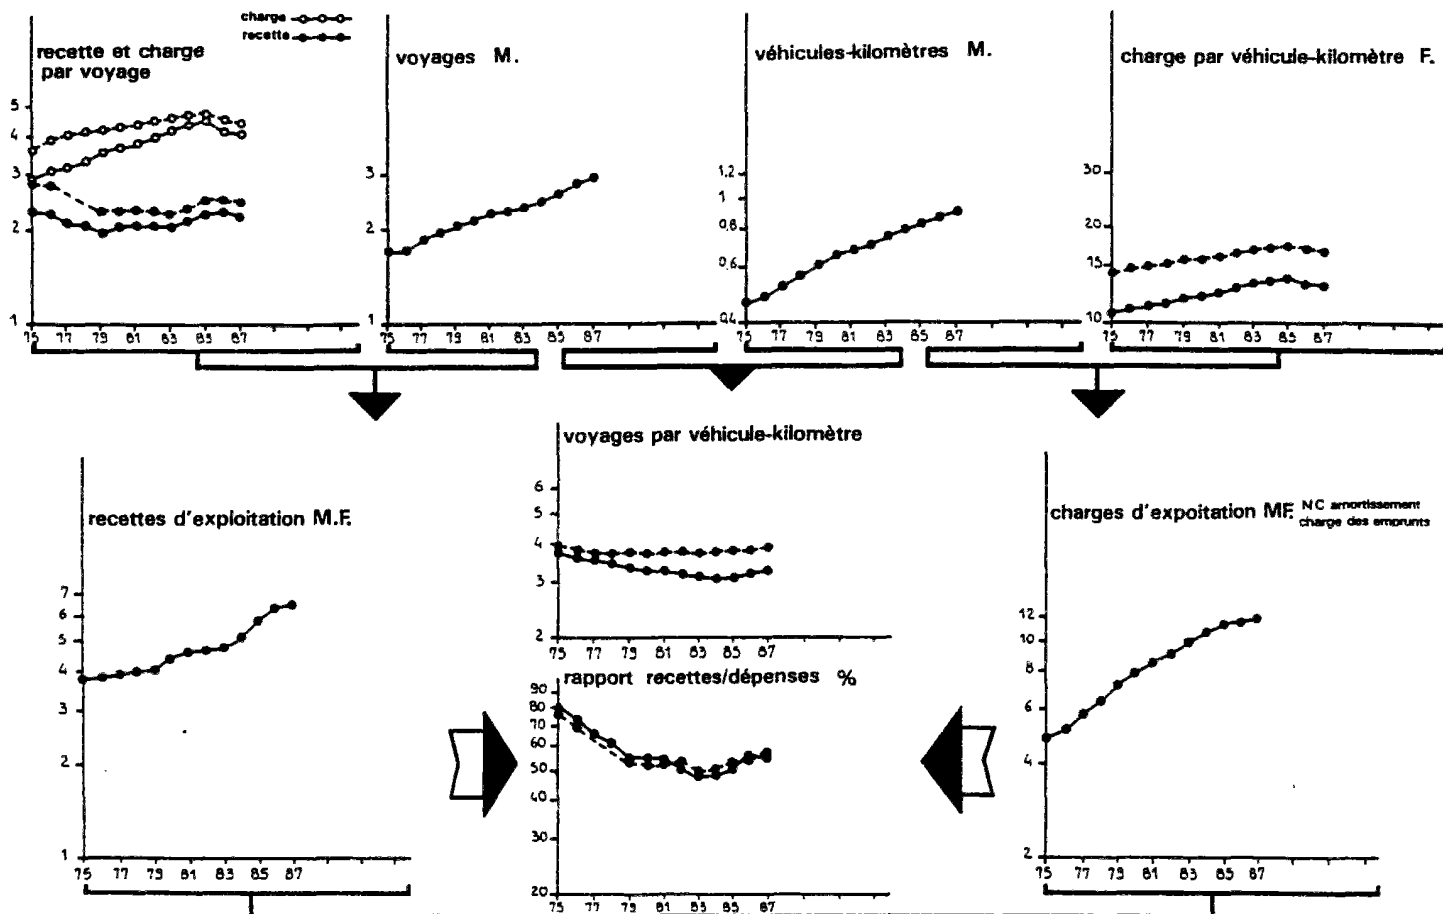 charge
recette
recette et charge
par voyage
5
4
3
2
1
75 77 79 81 83 85 87
voyages M.
3
2
1
75 77 79 81 83 85 87
véhicules-kilomètres M.
1,2
1
0,8
0,6
0,4
75 77 79 81 83 85 87
charge par véhicule-kilomètre F.
30
20
15
10
75 77 79 81 83 85 87
recettes d'exploitation M.F.
7
6
5
4
3
2
1
75 77 79 81 83 85 87
voyages par véhicule-kilomètre
6
5
4
3
2
75 77 79 81 83 85 87
rapport recettes/dépenses %
90
80
70
60
50
40
30
20
75 77 79 81 83 85 87
charges d'expoitation MF. NC amortissement
charge des emprunts
12
10
8
6
4
2
75 77 79 81 83 85 87